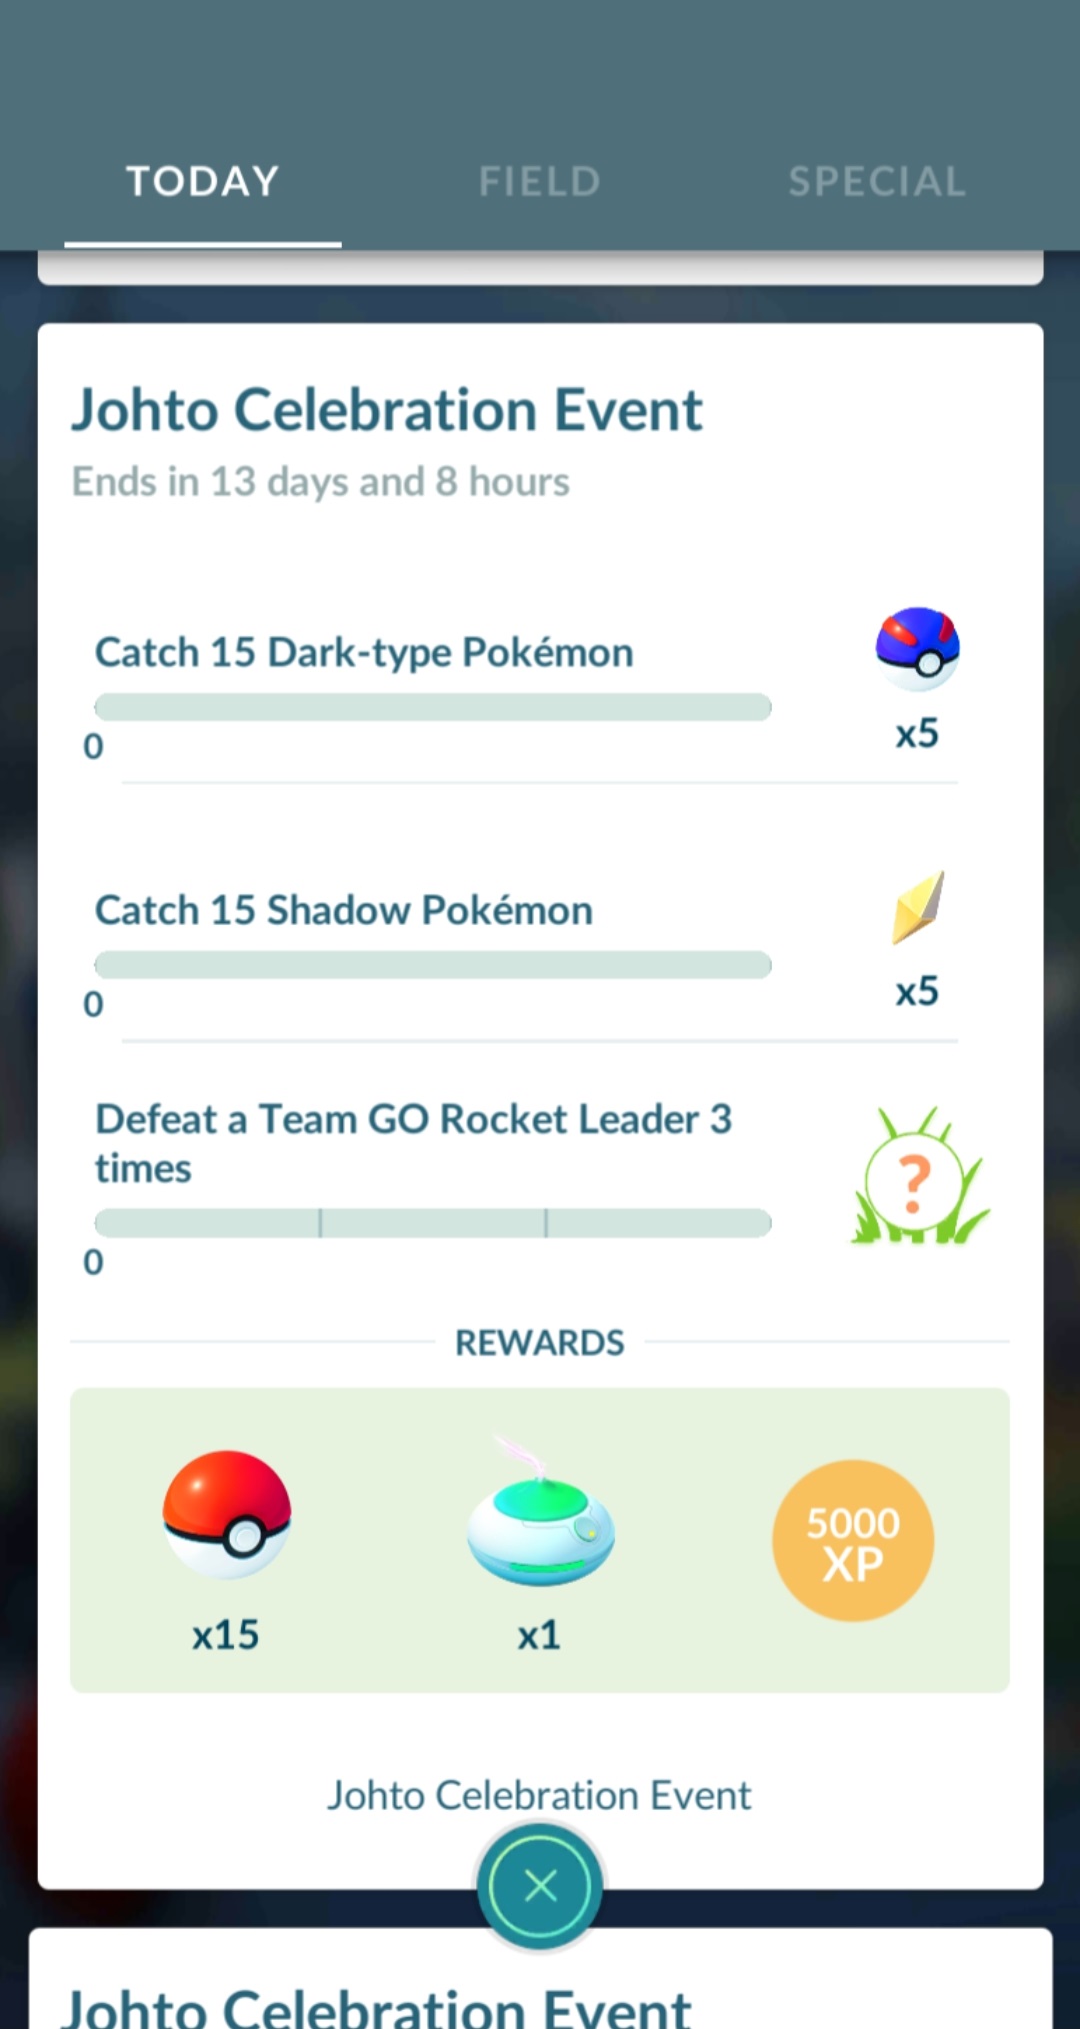 TODAY
FIELD
SPECIAL
Johto Celebration Event
Ends in 13 days and 8 hours
Catch 15 Dark-type Pokémon
0
x5
Catch 15 Shadow Pokémon
0
x5
Defeat a Team GO Rocket Leader 3
times
?
0
REWARDS
x15
x1
5000
XP
Johto Celebration Event
Johto Celebration Event